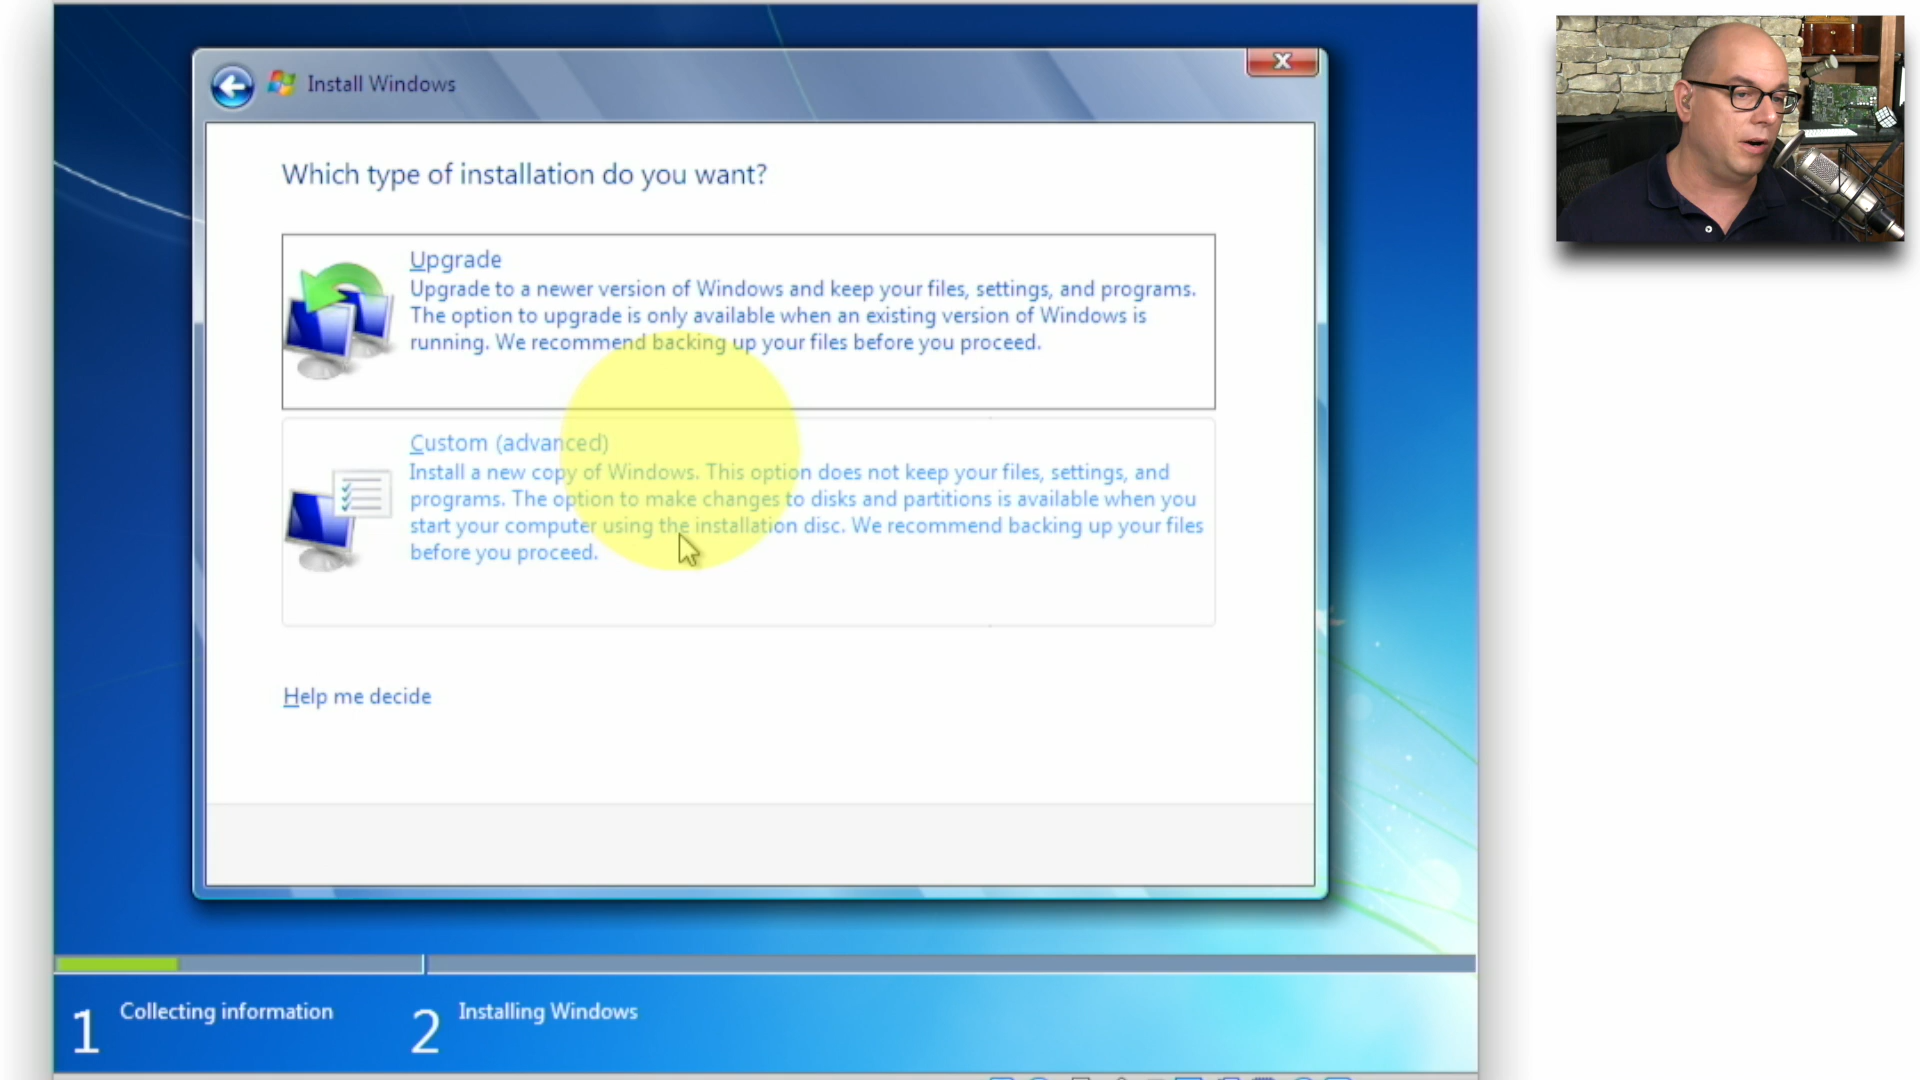 Install Windows
Which type of installation do you want?
Upgrade
Upgrade to a newer version of Windows and keep your files, settings, and programs.
The option to upgrade is only available when an existing version of Windows is
running. We recommend backing up your files before you proceed.
Custom (advanced)
Install a new copy of Windows. This option does not keep your files, settings, and
programs. The option to make changes to disks and partitions is available when you
start your computer using the installation disc. We recommend backing up your files
before you proceed.
Help me decide
1 Collecting information
2 Installing Windows